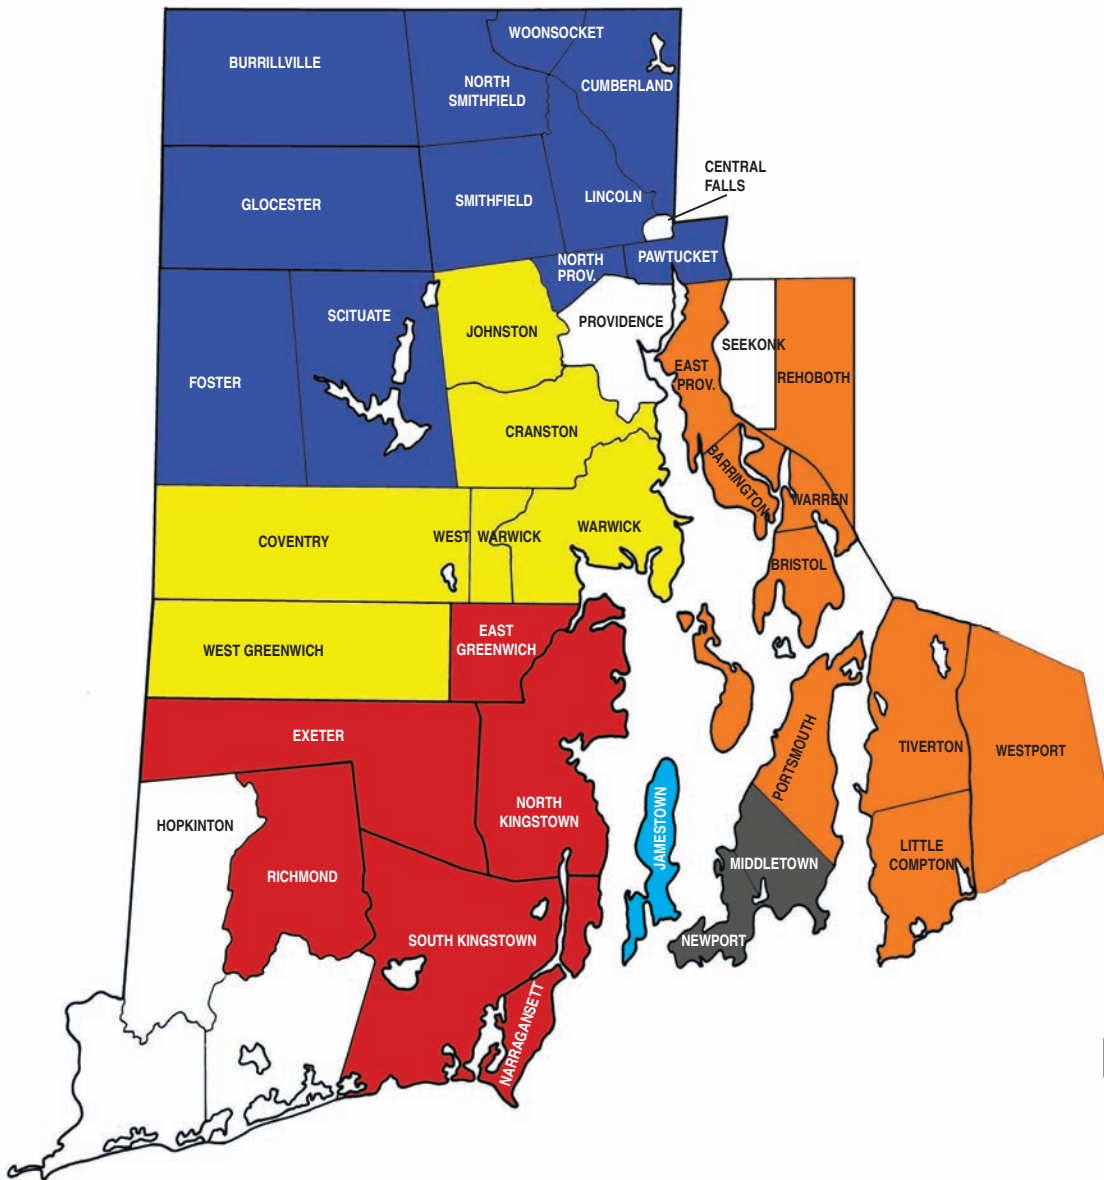 WOONSOCKET
BURRILLVILLE
NORTH
SMITHFIELD
CUMBERLAND
CENTRAL
FALLS
GLOCESTER
SMITHFIELD
LINCOLN
NORTH
PROV.
PAWTUCKET
SCITUATE
JOHNSTON
PROVIDENCE
SEEKONK
FOSTER
EAST
PROV.
REHOBOTH
CRANSTON
BARRINGTON
WARREN
COVENTRY
WEST WARWICK
WARWICK
BRISTOL
WEST GREENWICH
EAST
GREENWICH
EXETER
PORTSMOUTH
TIVERTON
WESTPORT
HOPKINTON
NORTH
KINGSTOWN
JAMESTOWN
MIDDLETOWN
LITTLE
COMPTON
RICHMOND
SOUTH KINGSTOWN
NEWPORT
NARRAGANSETT